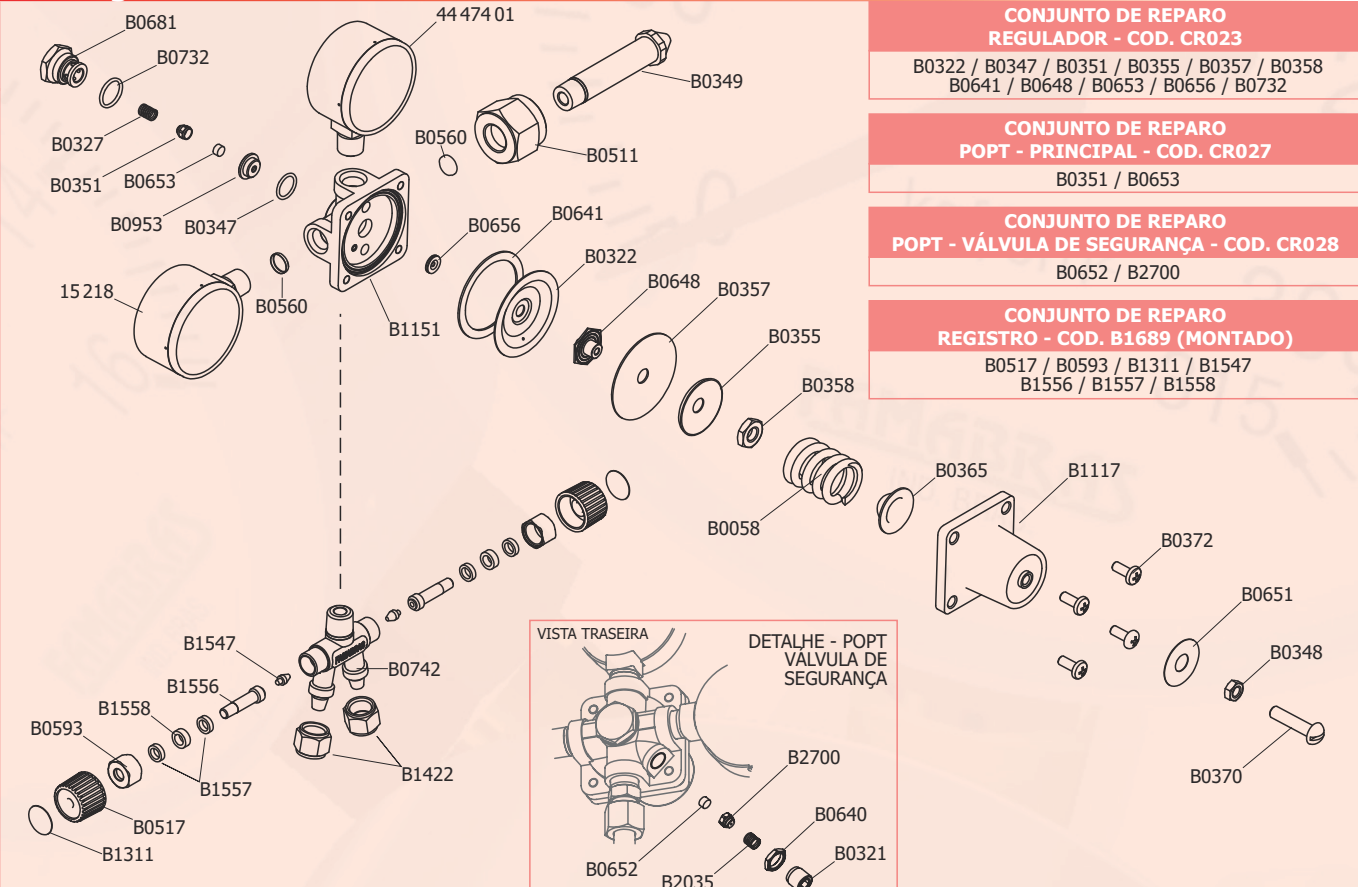 B0681
44 474 01
B0732
B0349
B0327
B0560
B0511
B0351
B0653
B0953
B0347
B0656
B0641
B0322
15 218
B0560
B0648
B0357
B1151
B0355
B0358
B0365
B1117
B0058
B0372
B0651
B0348
B0370
B1547
B0742
B1556
B1558
B0593
B1422
B1557
B0517
B1311
VISTA TRASEIRA
DETALHE - POPT
VÁLVULA DE
SEGURANÇA
B2700
B0640
B0652
B0321
B2035
CONJUNTO DE REPARO
REGULADOR - COD. CR023
B0322 / B0347 / B0351 / B0355 / B0357 / B0358
B0641 / B0648 / B0653 / B0656 / B0732
CONJUNTO DE REPARO
POPT - PRINCIPAL - COD. CR027
B0351 / B0653
CONJUNTO DE REPARO
POPT - VÁLVULA DE SEGURANÇA - COD. CR028
B0652 / B2700
CONJUNTO DE REPARO
REGISTRO - COD. B1689 (MONTADO)
B0517 / B0593 / B1311 / B1547
B1556 / B1557 / B1558